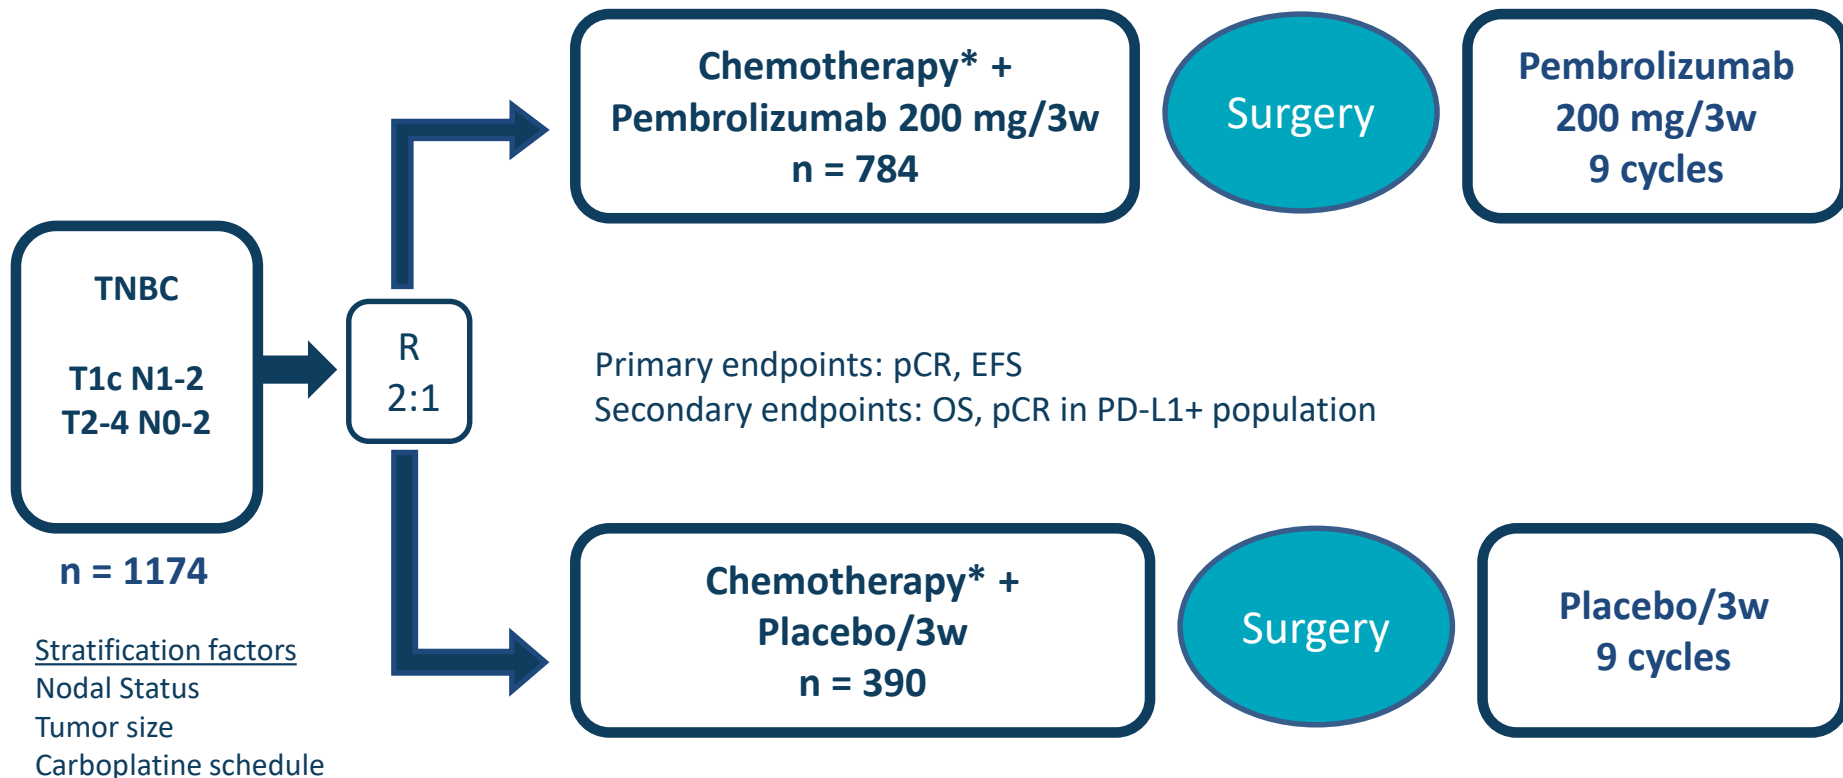 TNBC
T1c N1-2
T2-4 N0-2
n = 1174
Stratification factors
Nodal Status
Tumor size
Carboplatine schedule
R
2:1
Chemotherapy* +
Pembrolizumab 200 mg/3w
n = 784
Surgery
Pembrolizumab
200 mg/3w
9 cycles
Primary endpoints: pCR, EFS
Secondary endpoints: OS, pCR in PD-L1+ population
Chemotherapy* +
Placebo/3w
n = 390
Surgery
Placebo/3w
9 cycles